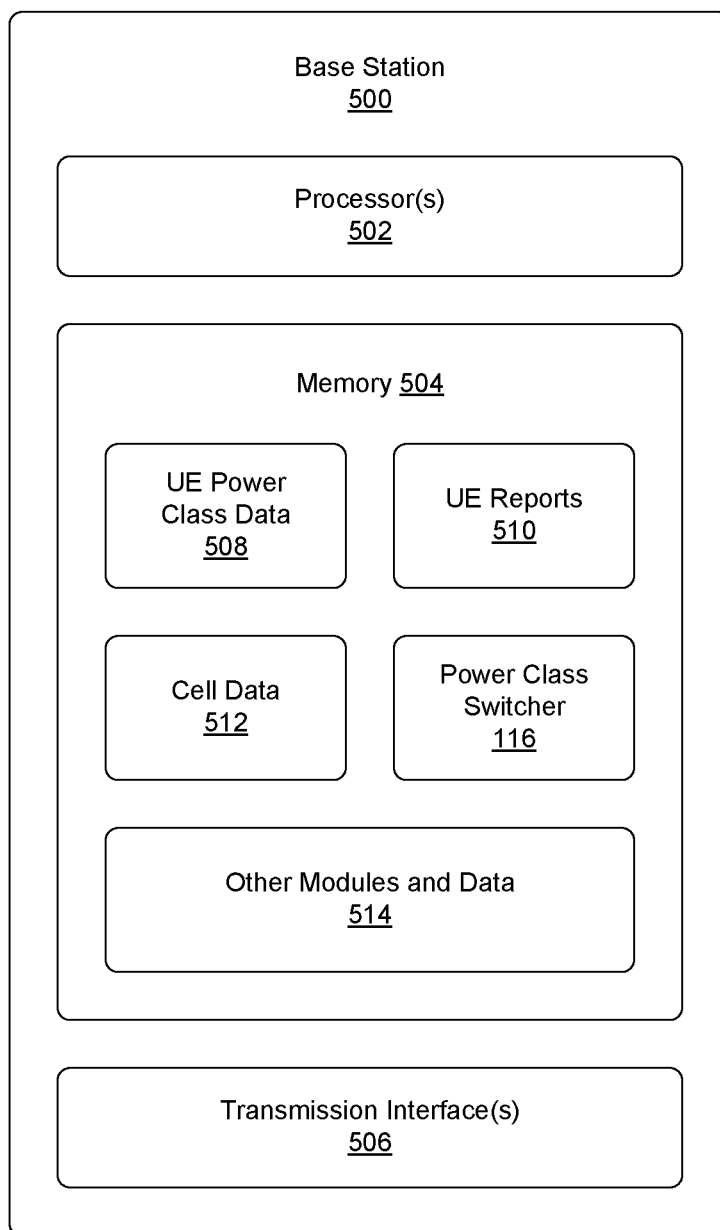 Base Station
500
Processor(s)
502
Memory 504
UE Power
Class Data
508
UE Reports
510
Cell Data
512
Power Class
Switcher
116
Other Modules and Data
514
Transmission Interface(s)
506